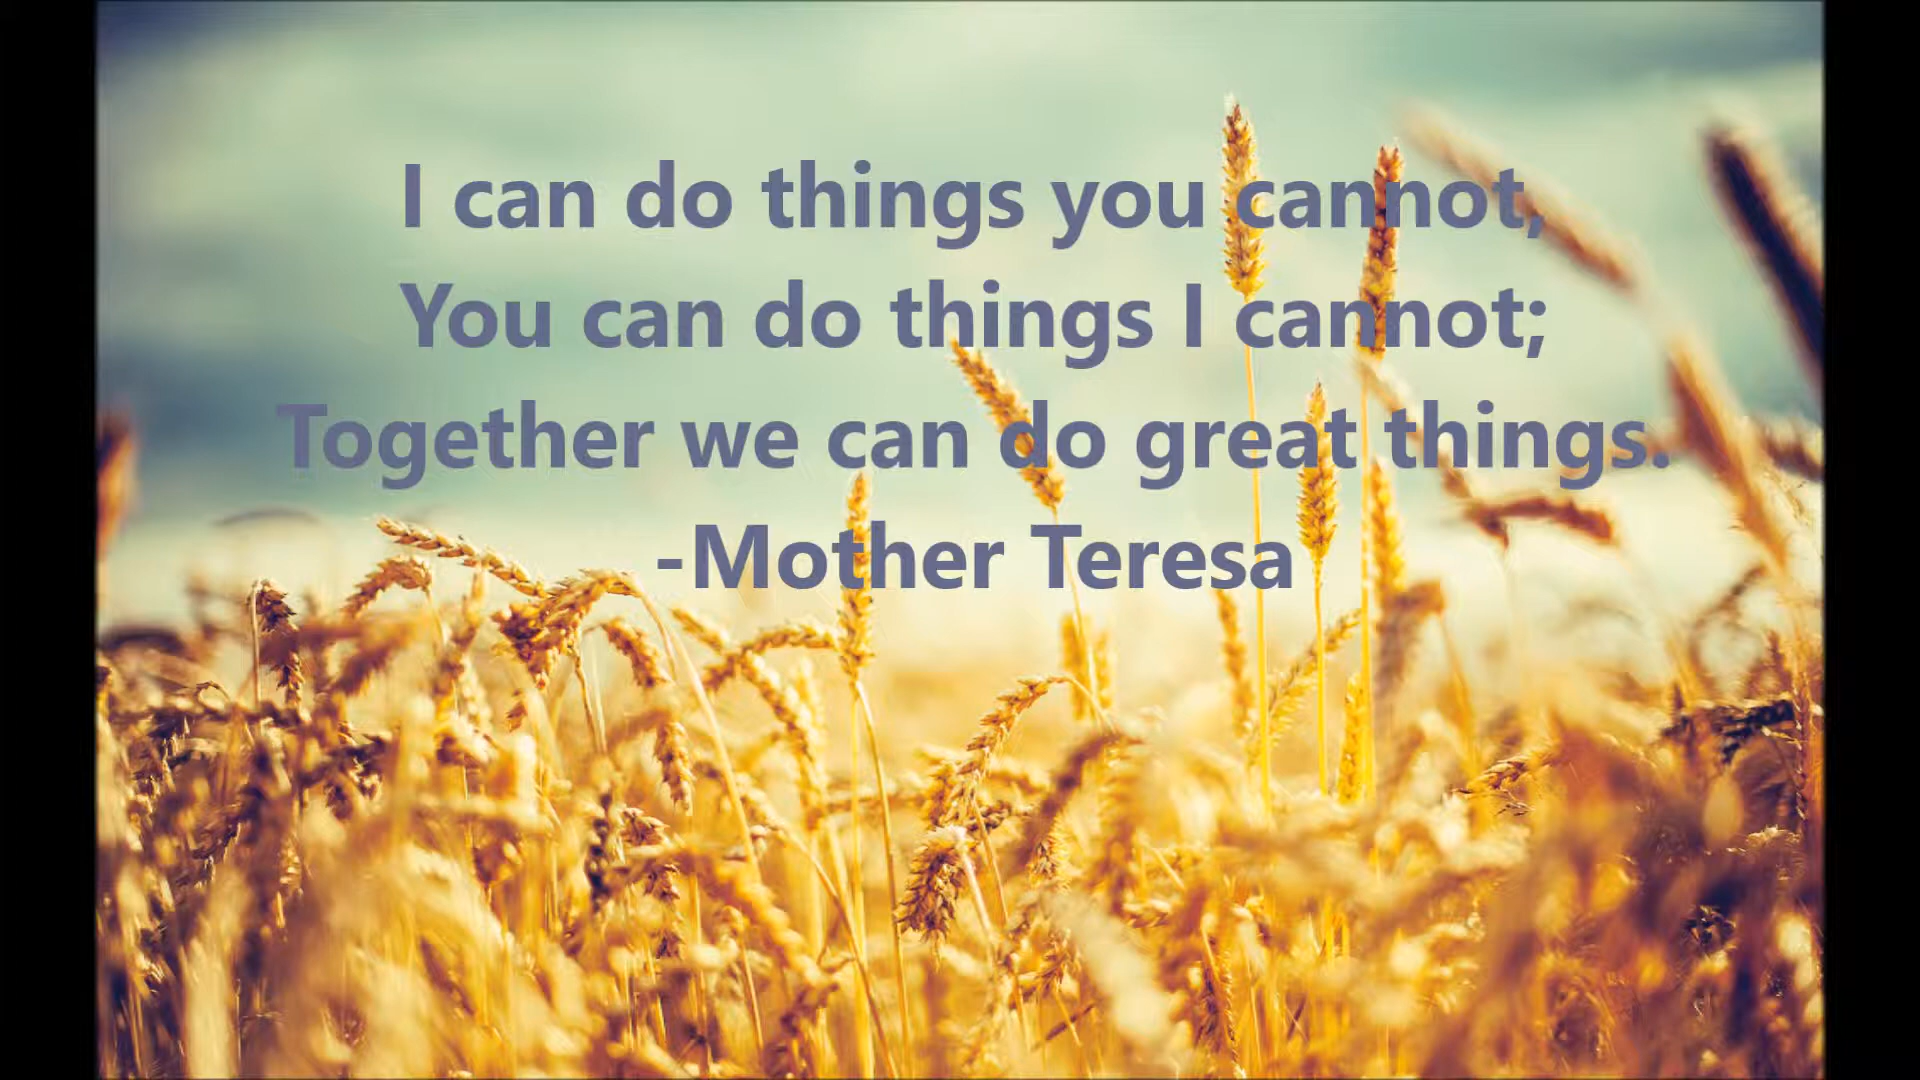 I can do things you cannot,
You can do things I cannot;
Together we can do great things.
-Mother Teresa